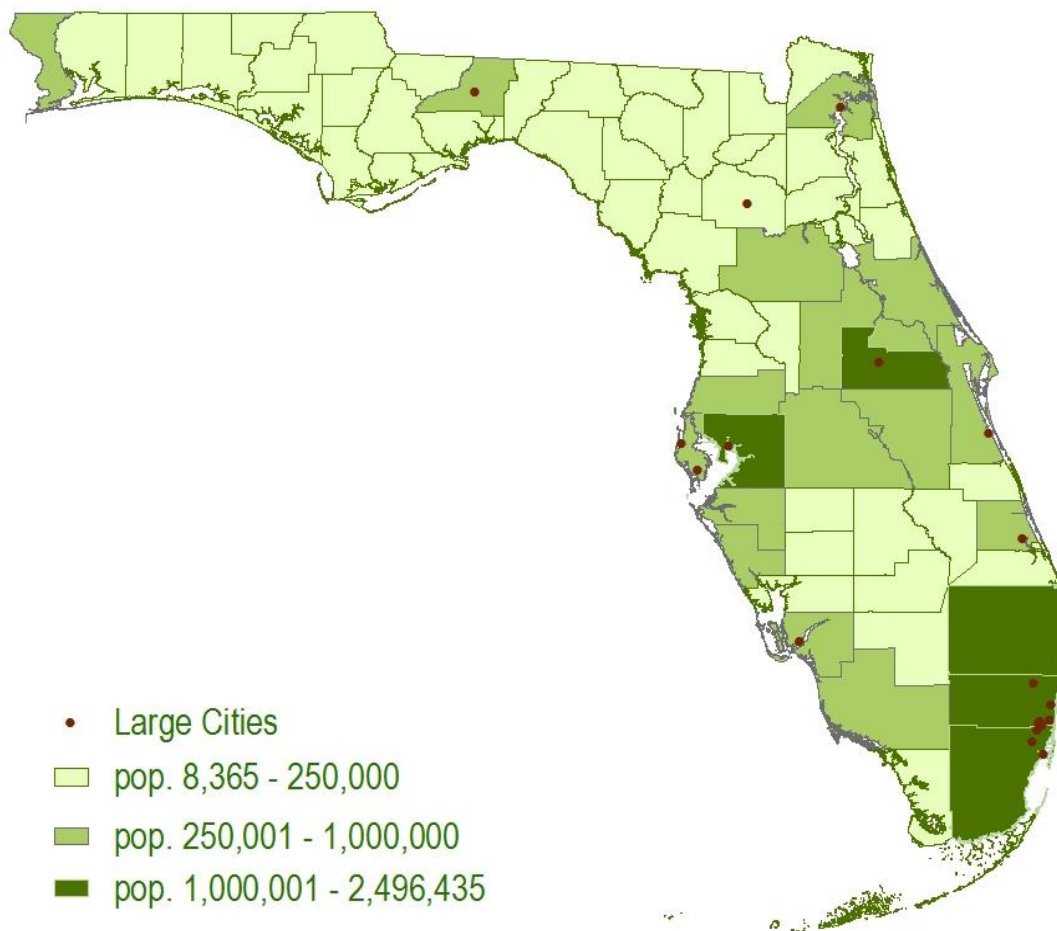 Large Cities
pop. 8,365 - 250,000
pop. 250,001 - 1,000,000
pop. 1,000,001 - 2,496,435